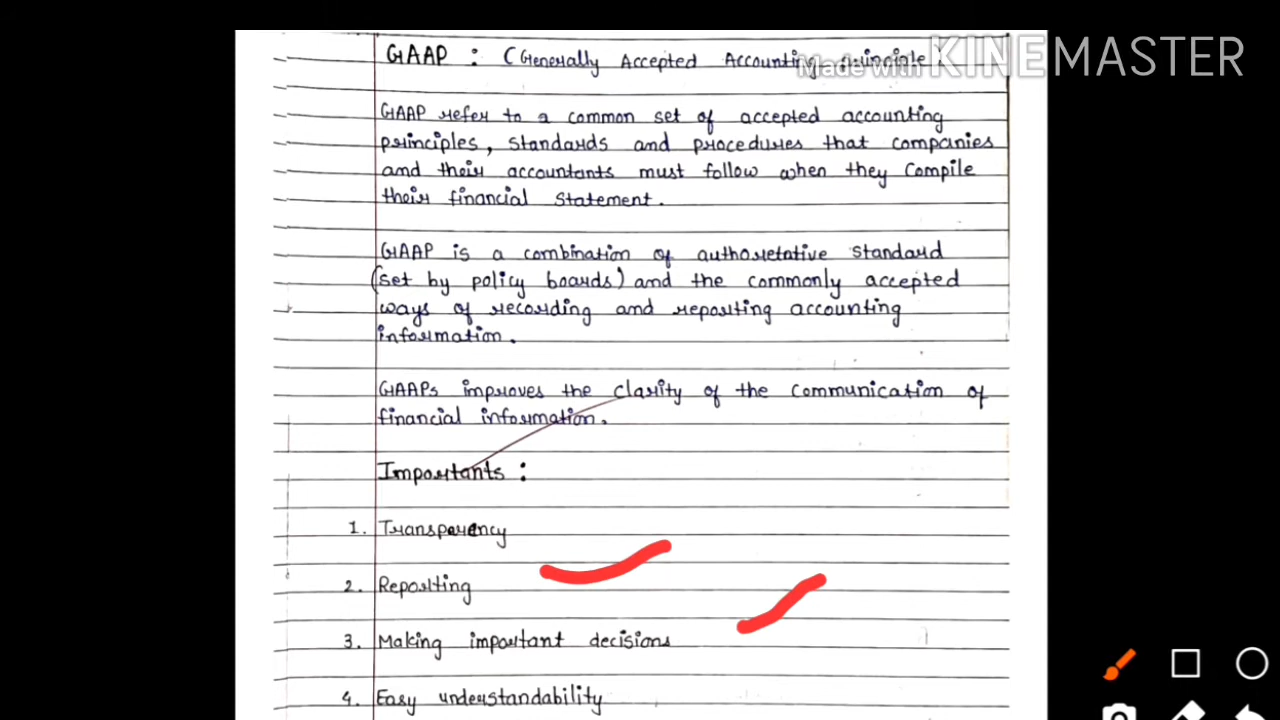 GAAP : (Generally Accepted Accounting principle
Made with KINEMASTER
GAAP refer to a common set of accepted accounting
principles, standards and procedures that companies
and their accountants must follow when they compile
their financial statement.
GAAP is a combination of authoretative standard
(set by policy boards) and the commonly accepted
ways of recording and reporting accounting
information.
GAAPs improves the clarity of the communication of
financial information.
Importants :
1. Transparency
2. Reporting
3. Making important decisions
4. Easy understandability